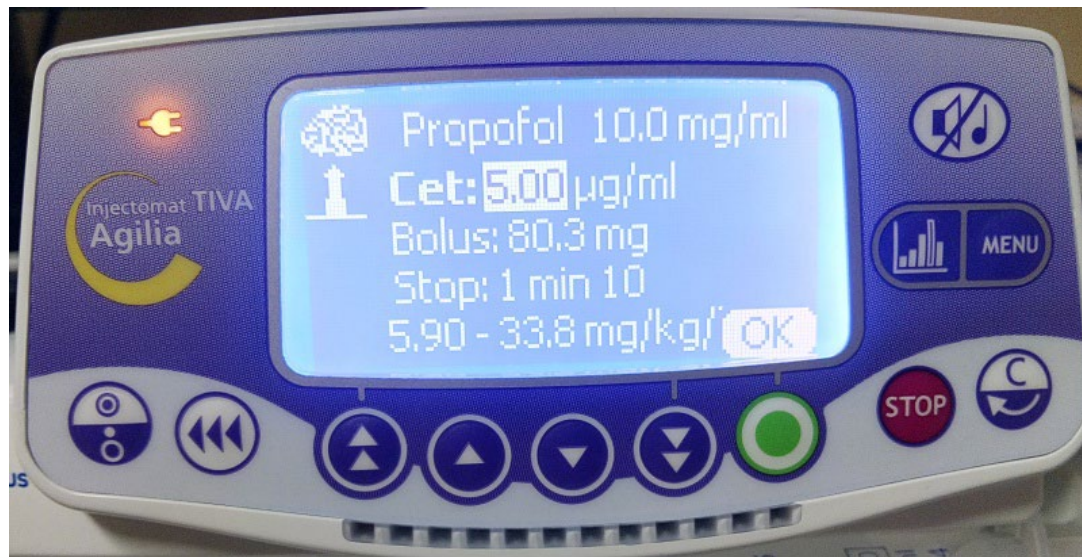 Injectomat TIVA
Agilia
Propofol 10.0 mg/ml
Cet: 5.00 µg/ml
Bolus: 80.3 mg
Stop: 1 min 10
5.90 - 33.8 mg/kg/
OK
MENU
STOP
C
US